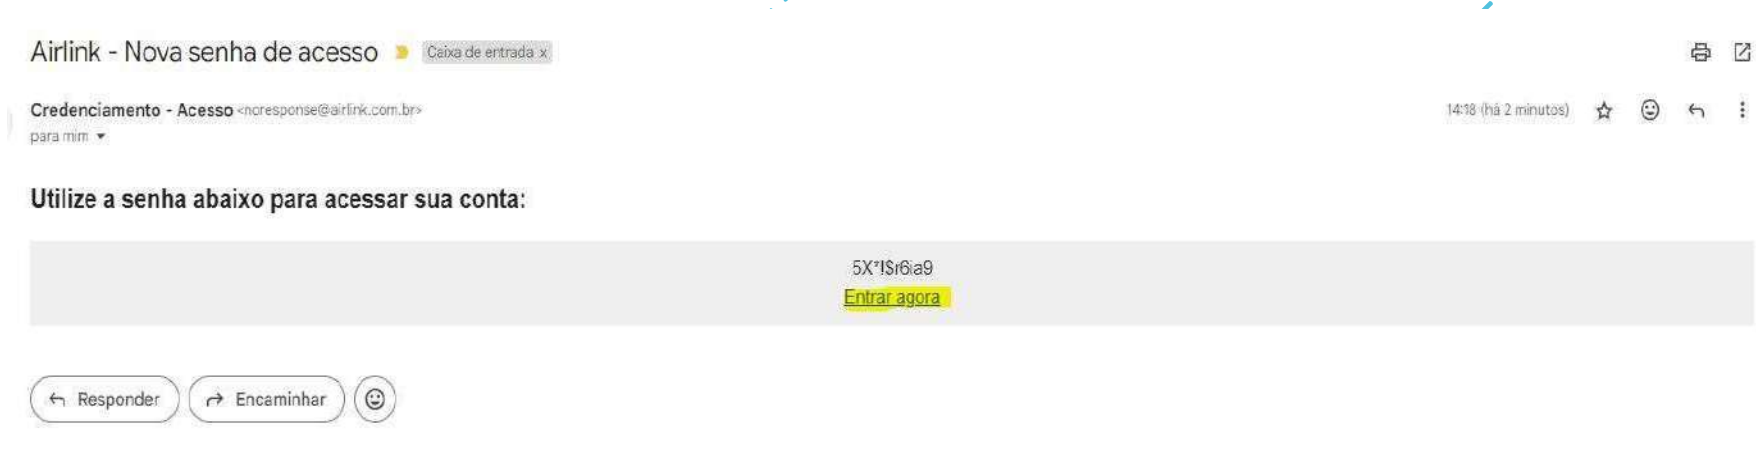 Airlink - Nova senha de acesso Caixa de entrada x
Credenciamento - Acesso <noresponse@airlink.com.br>
14:18 (há 2 minutos)
para mim
Utilize a senha abaixo para acessar sua conta:
5X*!$r6ia9
Entrar agora
Responder
Encaminhar